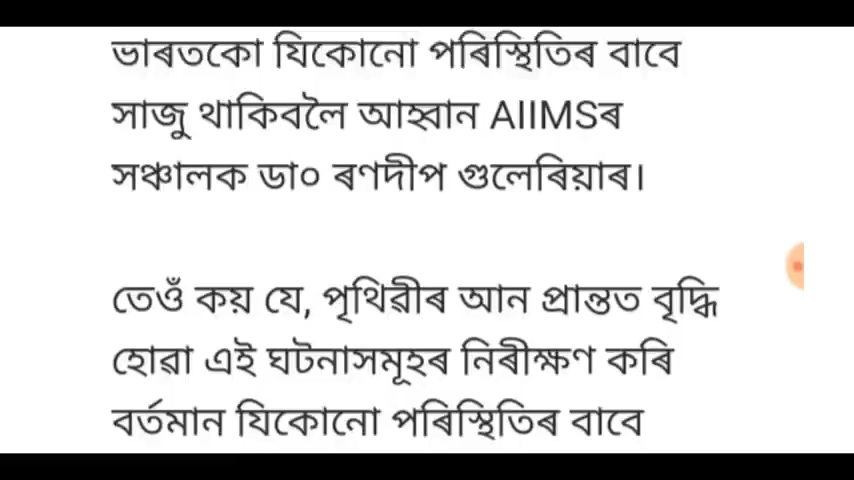 ভাৰতকো যিকোনো পৰিস্থিতিৰ বাবে
সাজু থাকিবলৈ আহ্বান AIIMSৰ
সঞ্চালক ডা০ ৰণদীপ গুলেৰিয়াৰ।
তেওঁ কয় যে, পৃথিৱীৰ আন প্ৰান্তত বৃদ্ধি
হোৱা এই ঘটনাসমূহৰ নিৰীক্ষণ কৰি
বৰ্তমান যিকোনো পৰিস্থিতিৰ বাবে